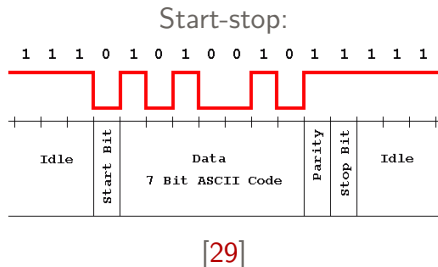 Start-stop:
1 1 1 0 1 0 1 0 0 1 0 1 1 1 1 1
Idle
Start Bit
Data
7 Bit ASCII Code
Parity
Stop Bit
Idle
[29]